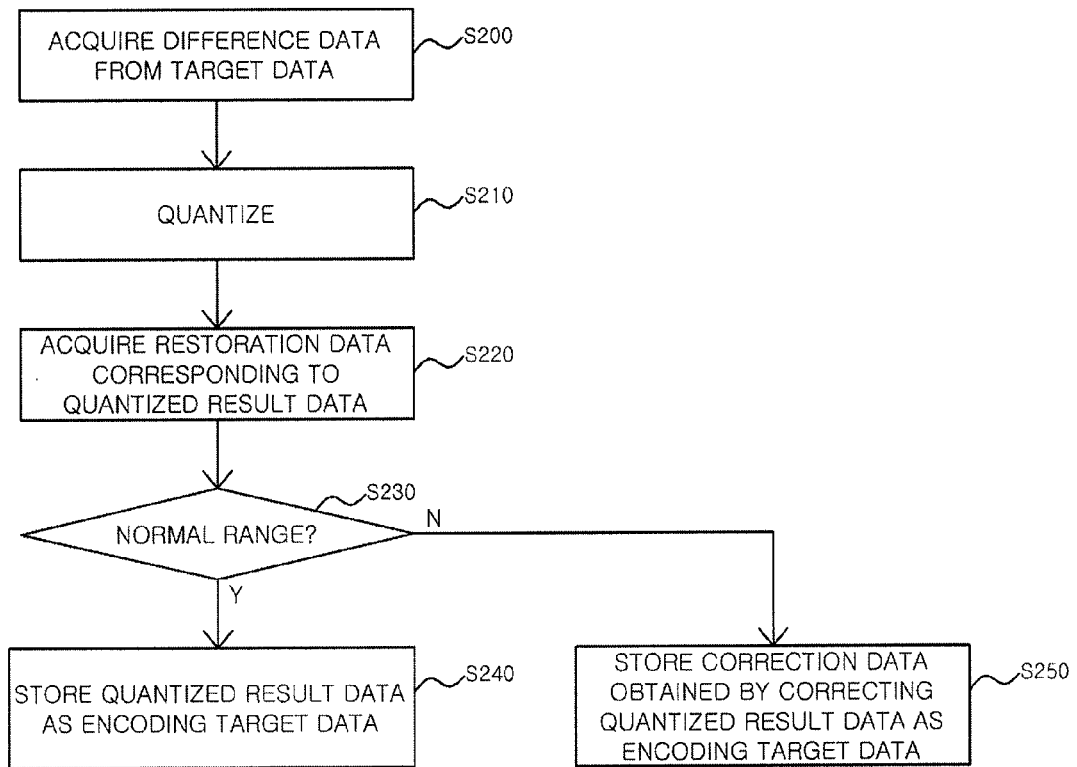 ACQUIRE DIFFERENCE DATA
FROM TARGET DATA
S200
QUANTIZE
S210
ACQUIRE RESTORATION DATA
CORRESPONDING TO
QUANTIZED RESULT DATA
S220
NORMAL RANGE?
S230
N
Y
STORE QUANTIZED RESULT DATA
AS ENCODING TARGET DATA
S240
STORE CORRECTION DATA
OBTAINED BY CORRECTING
QUANTIZED RESULT DATA AS
ENCODING TARGET DATA
S250